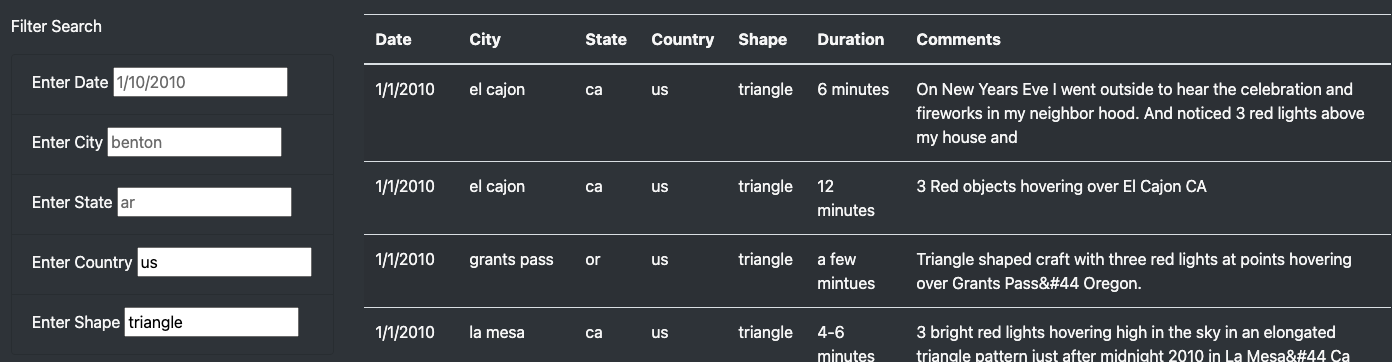 Filter Search
Enter Date 1/10/2010
Enter City benton
Enter State ar
Enter Country us
Enter Shape triangle
Date City State Country Shape Duration Comments
1/1/2010 el cajon ca us triangle 6 minutes On New Years Eve I went outside to hear the celebration and
fireworks in my neighbor hood. And noticed 3 red lights above
my house and
1/1/2010 el cajon ca us triangle 12 3 Red objects hovering over El Cajon CA
minutes
1/1/2010 grants pass or us triangle a few Triangle shaped craft with three red lights at points hovering
mintues over Grants Pass&#44 Oregon.
1/1/2010 la mesa ca us triangle 4-6 3 bright red lights hovering high in the sky in an elongated
minutes triangle pattern just after midnight 2010 in La Mesa&#44 Ca